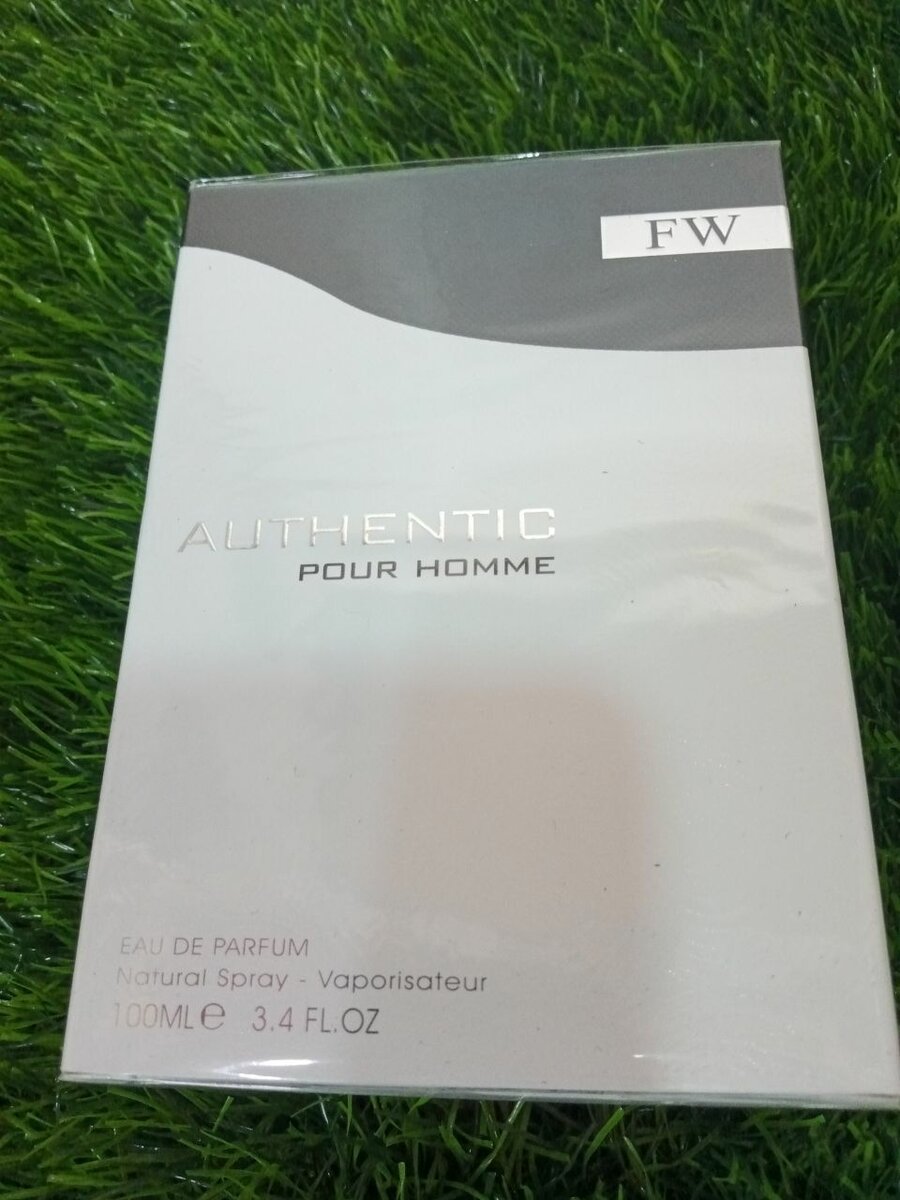 FW
AUTHENTIC
POUR HOMME
EAU DE PARFUM
Natural Spray - Vaporisateur
100ML e 3.4 FL.OZ